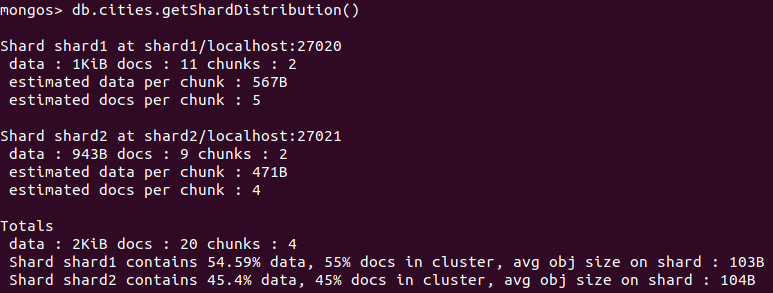 mongos> db.cities.getShardDistribution()
Shard shard1 at shard1/localhost:27020
data : 1KiB docs : 11 chunks : 2
estimated data per chunk : 567B
estimated docs per chunk : 5
Shard shard2 at shard2/localhost:27021
data : 943B docs : 9 chunks : 2
estimated data per chunk : 471B
estimated docs per chunk : 4
Totals
data : 2KiB docs : 20 chunks : 4
Shard shard1 contains 54.59% data, 55% docs in cluster, avg obj size on shard : 103B
Shard shard2 contains 45.4% data, 45% docs in cluster, avg obj size on shard : 104B